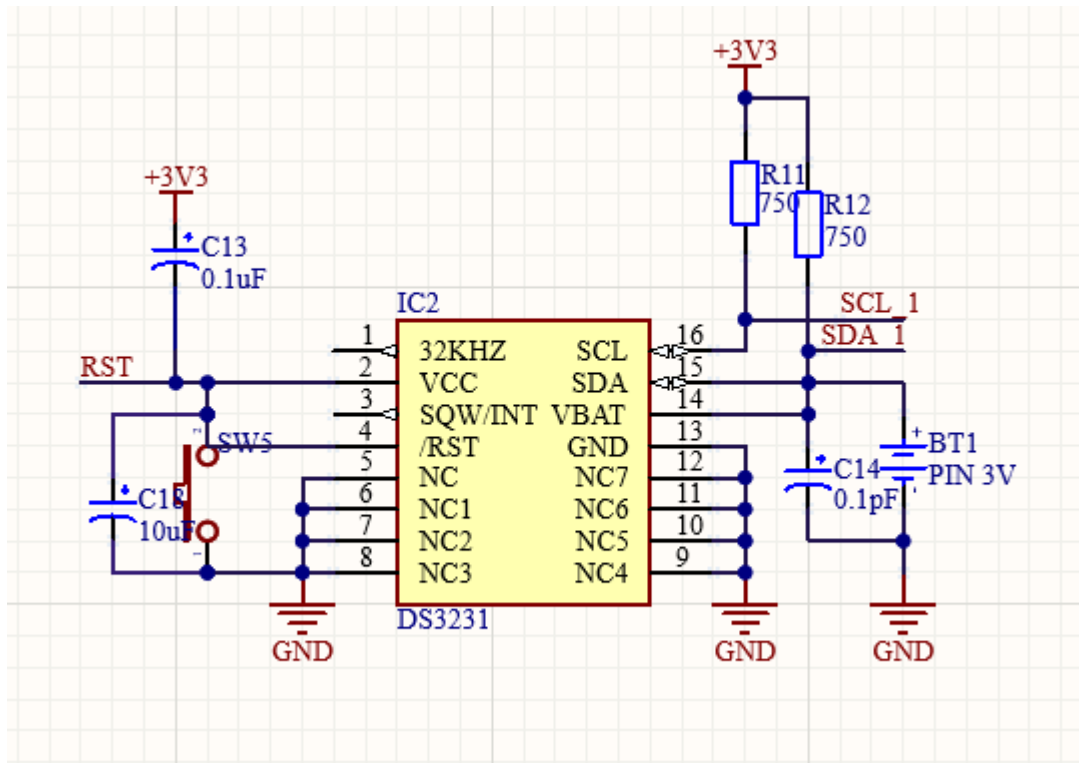 +3V3
+3V3
R11
750
R12
750
C13
0.1uF
IC2
SCL_1
SDA_1
RST
1 32KHZ SCL 16
2 VCC SDA 15
3 SQW/INT VBAT 14
4 /RST GND 13
5 NC NC7 12
6 NC1 NC6 11
7 NC2 NC5 10
8 NC3 NC4 9
SW5
2
1
C18
10uF
C14
0.1pF
BT1
PIN 3V
DS3231
GND
GND
GND